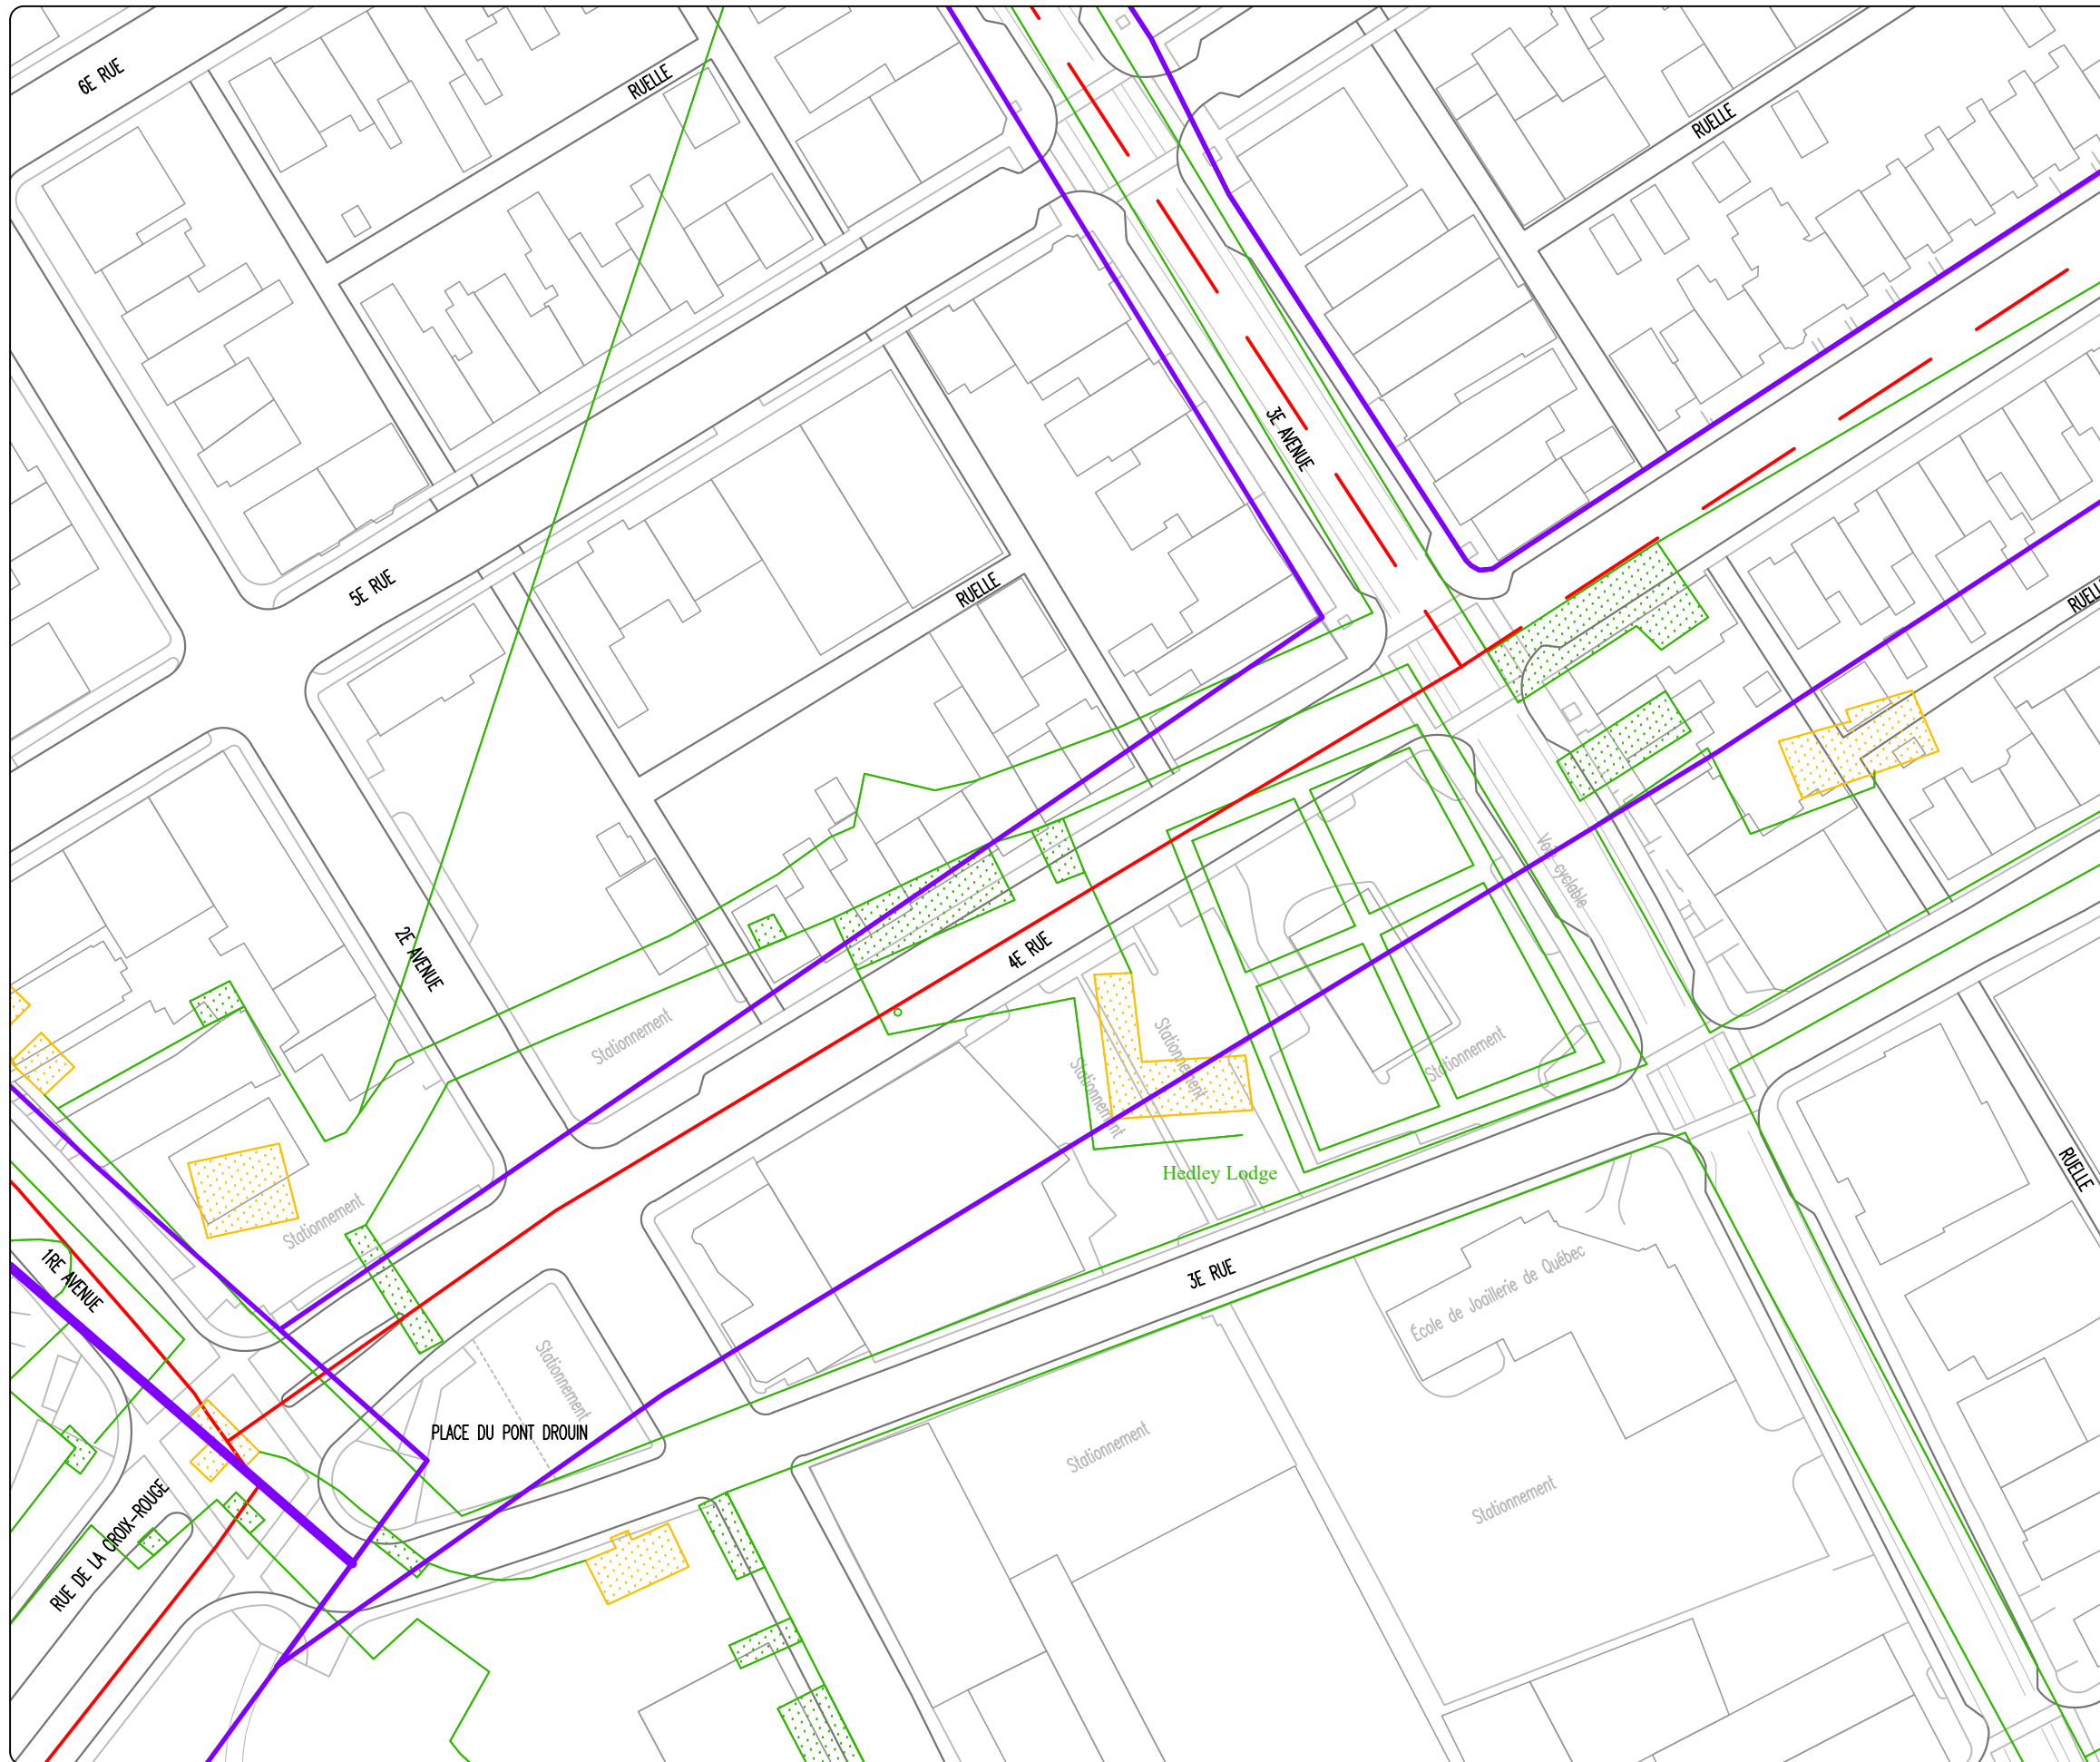 6E RUE
RUELLE
RUELLE
3E AVENUE
5E RUE
RUELLE
RUELL
2E AVENUE
4E RUE
Voie cyclable
Stationnement
Stationnement
Stationnement
Stationnement
Hedley Lodge
RUELLE
Stationnement
1RE AVENUE
3E RUE
École de Joaillerie de Québec
Stationnement
PLACE DU PONT DROUIN
Stationnement
Stationnement
RUE DE LA CROIX-ROUGE